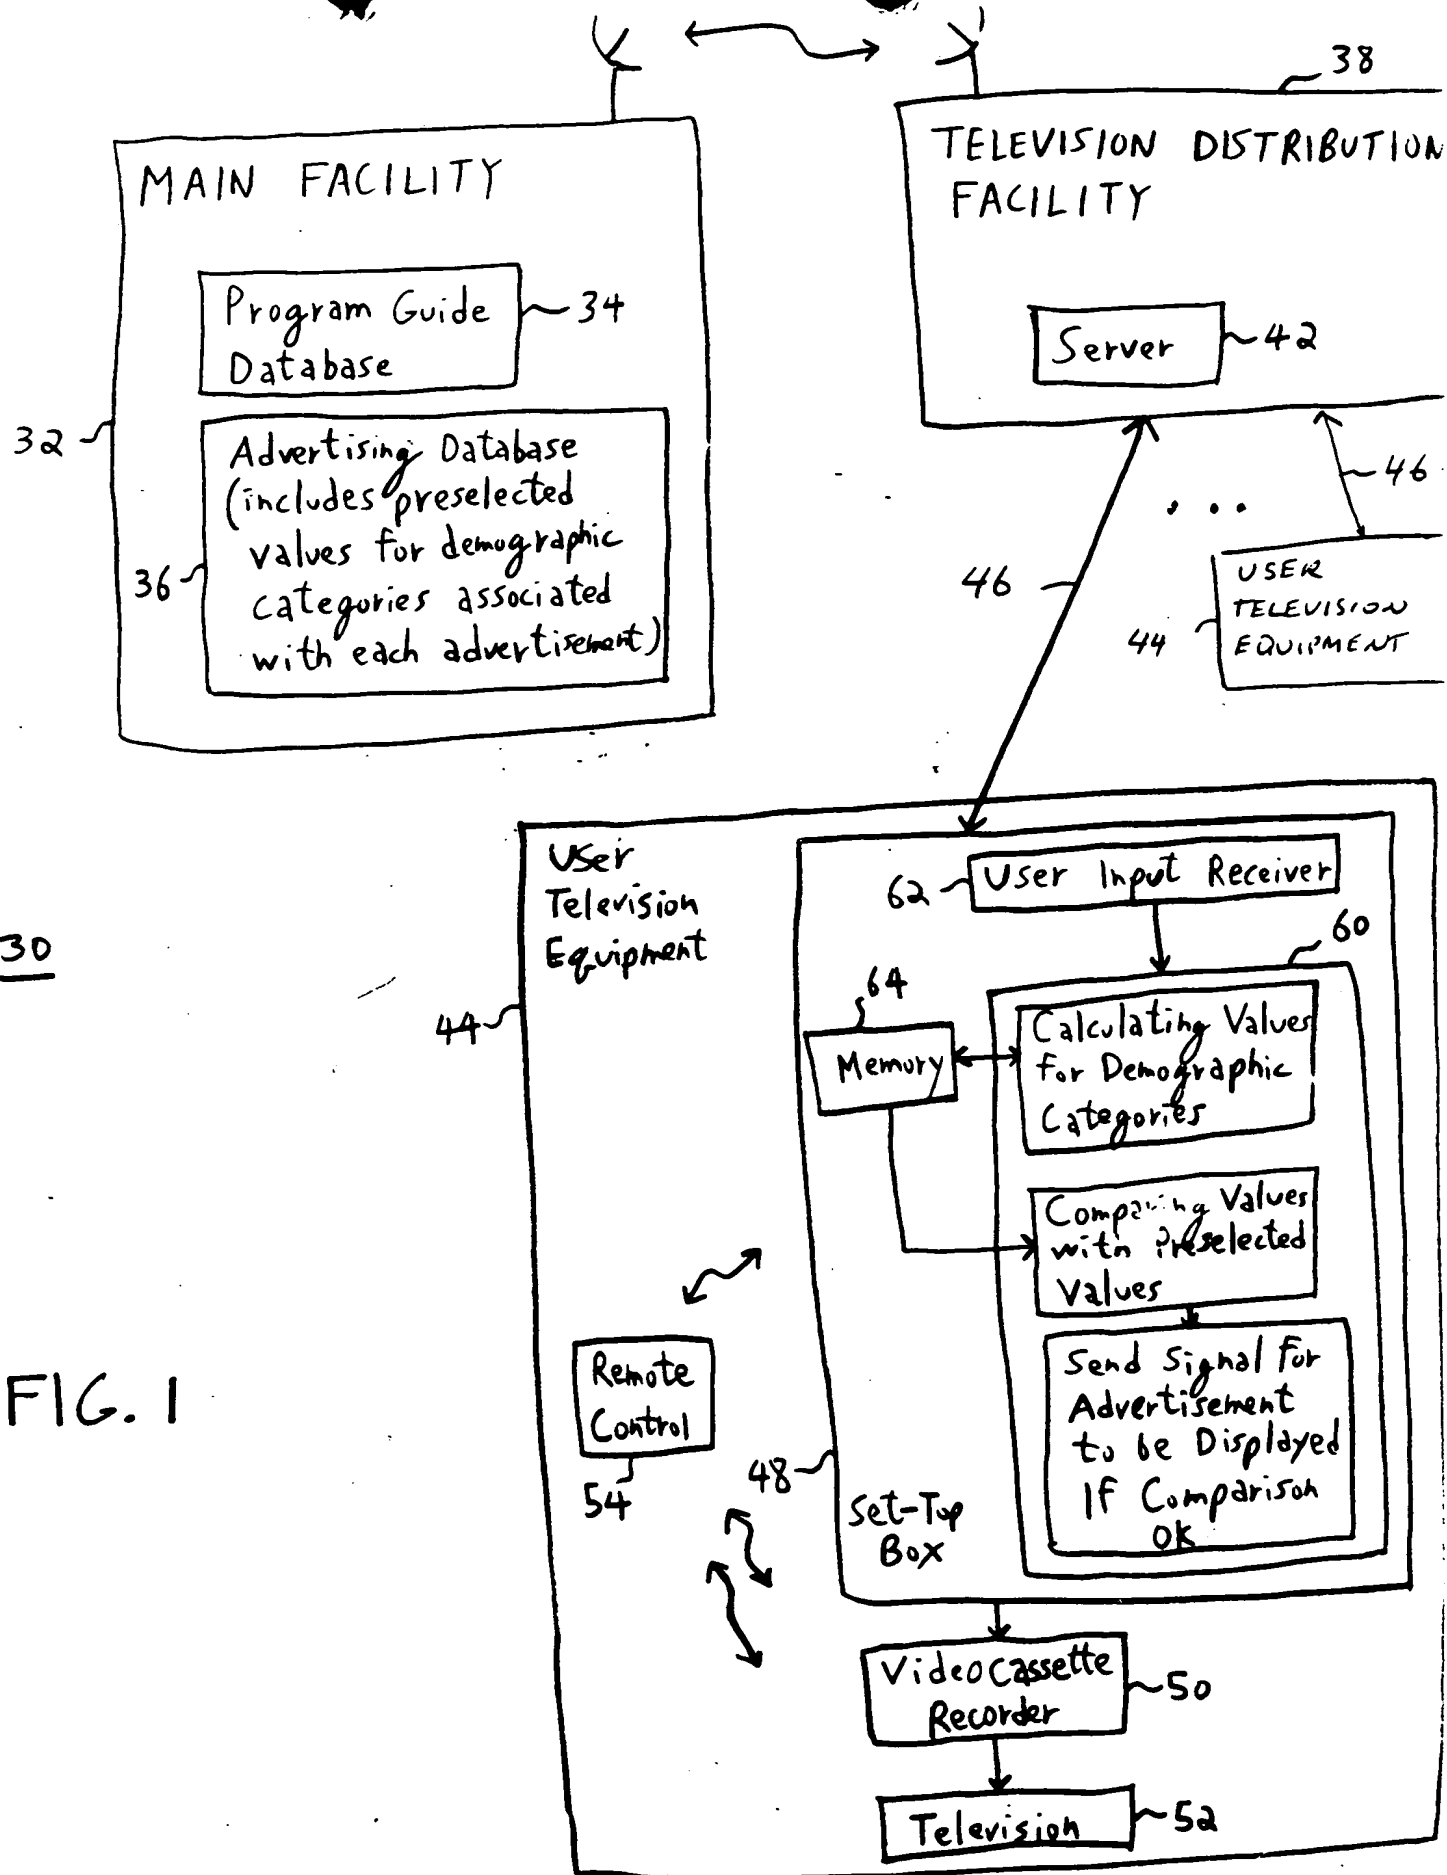 38
MAIN FACILITY
TELEVISION DISTRIBUTION
FACILITY
Program Guide
Database
34
Server
42
32
Advertising Database
(includes preselected
values for demographic
categories associated
with each advertisement)
36
46
46
USER
TELEVISION
EQUIPMENT
44
User
Television
Equipment
62
User Input Receiver
60
30
44
64
Memory
Calculating Values
for Demographic
Categories
Comparing Values
with Preselected
Values
Remote
Control
54
Send Signal for
Advertisement
to be Displayed
If Comparison
OK
FIG. 1
48
Set-Top
Box
Videocassette
Recorder
50
Television
52